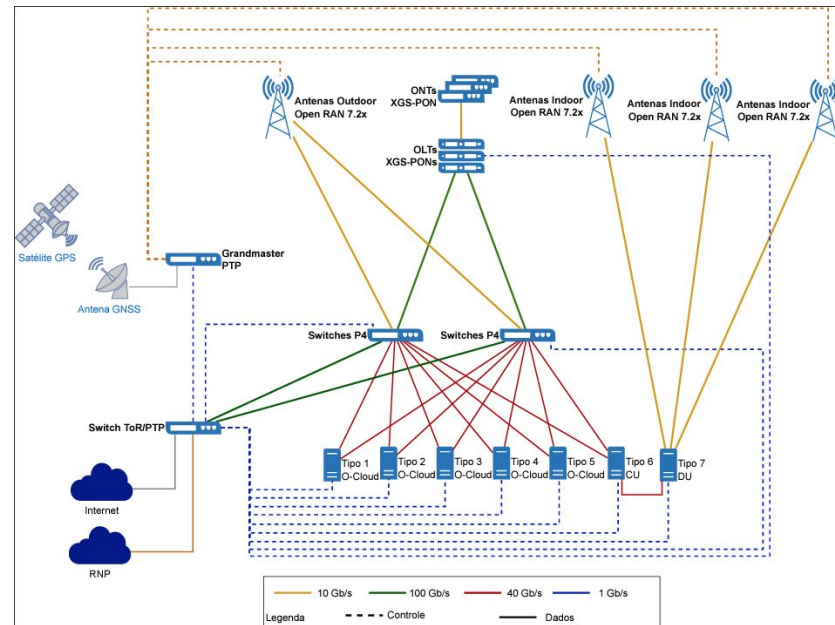 Antenas Outdoor
Open RAN 7.2x
ONTs
XGS-PON
Antenas Indoor
Open RAN 7.2x
Antenas Indoor
Open RAN 7.2x
Antenas Indoor
Open RAN 7.2x
OLTs
XGS-PONs
Satélite GPS
Antena GNSS
Grandmaster
PTP
Switches P4
Switches P4
Switch ToR/PTP
Tipo 1
O-Cloud
Tipo 2
O-Cloud
Tipo 3
O-Cloud
Tipo 4
O-Cloud
Tipo 5
O-Cloud
Tipo 6
CU
Tipo 7
DU
Internet
RNP
10 Gb/s
100 Gb/s
40 Gb/s
1 Gb/s
Legenda
Controle
Dados